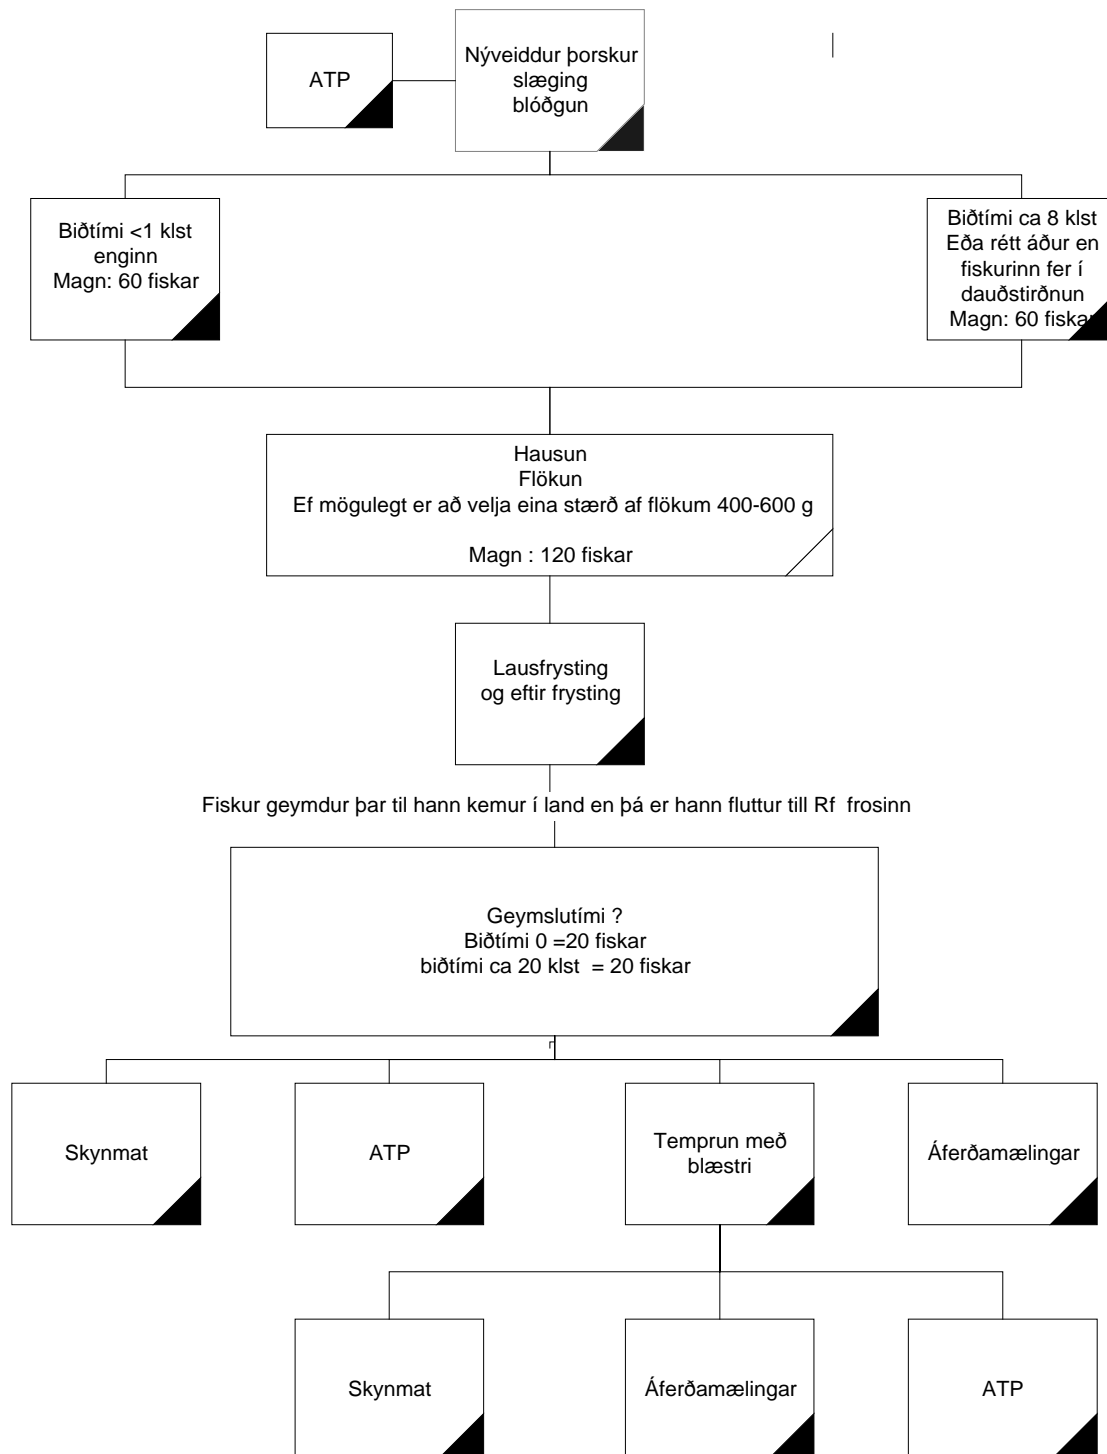 ATP
Nýveiddur þorskur
slæging
blóðgun
Biðtími <1 klst
enginn
Magn: 60 fiskar
Biðtími ca 8 klst
Eða rétt áður en
fiskurinn fer í
dauðstirðnun
Magn: 60 fiskar
Hausun
Flökun
Ef mögulegt er að velja eina stærð af flökum 400-600 g
Magn : 120 fiskar
Lausfrysting
og eftir frysting
Fiskur geymdur þar til hann kemur í land en þá er hann fluttur till Rf frosinn
Geymslutími ?
Biðtími 0 =20 fiskar
biðtími ca 20 klst = 20 fiskar
Skynmat
ATP
Temprun með
blæstri
Áferðamælingar
Skynmat
Áferðamælingar
ATP